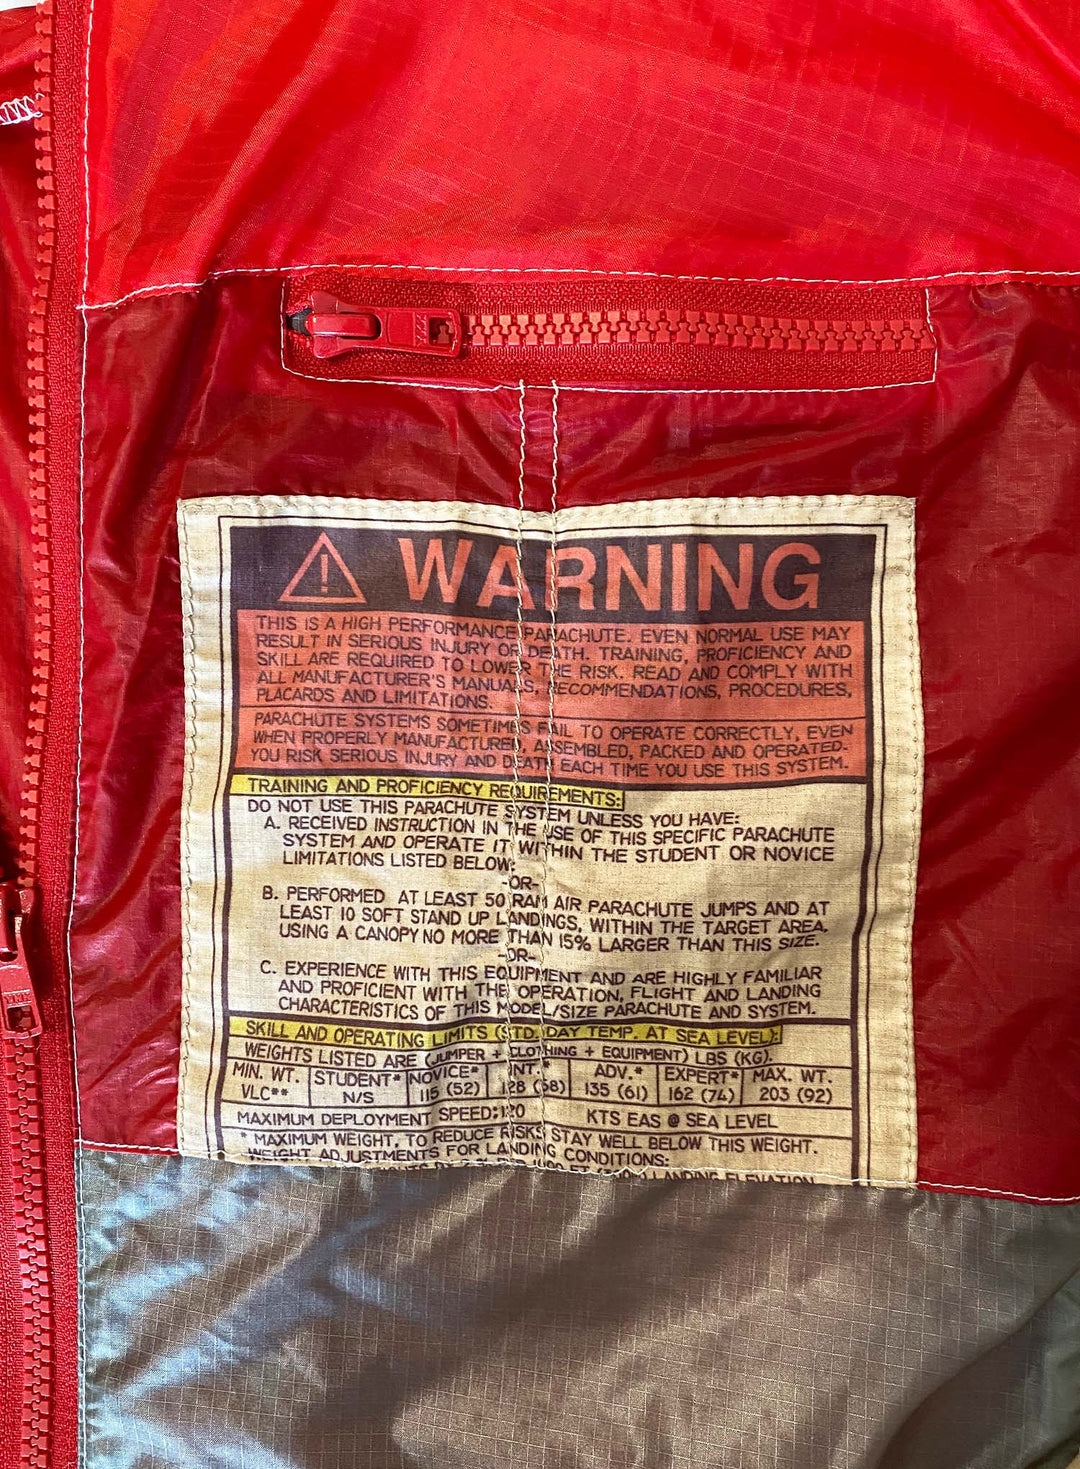 WARNING
THIS IS A HIGH PERFORMANCE PARACHUTE. EVEN NORMAL USE MAY
RESULT IN SERIOUS INJURY OR DEATH. TRAINING, PROFICIENCY AND
SKILL ARE REQUIRED TO LOWER THE RISK. READ AND COMPLY WITH
ALL MANUFACTURER'S MANUALS, RECOMMENDATIONS, PROCEDURES,
PLACARDS AND LIMITATIONS.
PARACHUTE SYSTEMS SOMETIMES FAIL TO OPERATE CORRECTLY, EVEN
WHEN PROPERLY MANUFACTURED, ASSEMBLED, PACKED AND OPERATED.
YOU RISK SERIOUS INJURY AND DEATH EACH TIME YOU USE THIS SYSTEM.
TRAINING AND PROFICIENCY REQUIREMENTS:
DO NOT USE THIS PARACHUTE SYSTEM UNLESS YOU HAVE:
A. RECEIVED INSTRUCTION IN THE USE OF THIS SPECIFIC PARACHUTE
SYSTEM AND OPERATE IT WITHIN THE STUDENT OR NOVICE
LIMITATIONS LISTED BELOW:
-OR-
B. PERFORMED AT LEAST 50 RAM AIR PARACHUTE JUMPS AND AT
LEAST 10 SOFT STAND UP LANDINGS, WITHIN THE TARGET AREA,
USING A CANOPY NO MORE THAN 15% LARGER THAN THIS SIZE.
-OR-
C. EXPERIENCE WITH THIS EQUIPMENT AND ARE HIGHLY FAMILIAR
AND PROFICIENT WITH THE OPERATION, FLIGHT AND LANDING
CHARACTERISTICS OF THIS MODEL/SIZE PARACHUTE AND SYSTEM.
SKILL AND OPERATING LIMITS (STD. DAY TEMP. AT SEA LEVEL):
WEIGHTS LISTED ARE (JUMPER + CLOTHING + EQUIPMENT) LBS (KG).
MIN. WT. STUDENT* NOVICE* INT.* ADV.* EXPERT* MAX. WT.
VLC** N/S 115 (52) 128 (58) 135 (61) 162 (74) 203 (92)
MAXIMUM DEPLOYMENT SPEED: 120 KTS EAS @ SEA LEVEL
* MAXIMUM WEIGHT, TO REDUCE RISKS STAY WELL BELOW THIS WEIGHT.
WEIGHT ADJUSTMENTS FOR LANDING CONDITIONS:
LANDING ELEVATION
YKK